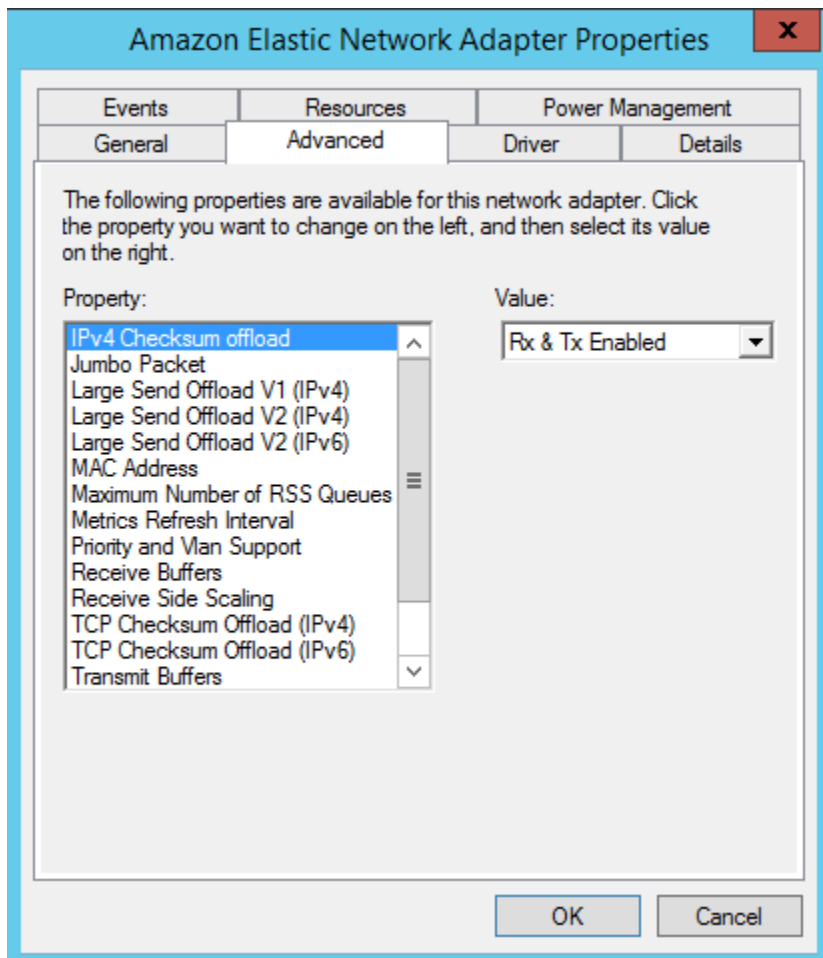 Amazon Elastic Network Adapter Properties
x
Events
Resources
Power Management
General
Advanced
Driver
Details
The following properties are available for this network adapter. Click
the property you want to change on the left, and then select its value
on the right.
Property:
Value:
IPv4 Checksum offload
Rx & Tx Enabled
Jumbo Packet
Large Send Offload V1 (IPv4)
Large Send Offload V2 (IPv4)
Large Send Offload V2 (IPv6)
MAC Address
Maximum Number of RSS Queues
Metrics Refresh Interval
Priority and Vlan Support
Receive Buffers
Receive Side Scaling
TCP Checksum Offload (IPv4)
TCP Checksum Offload (IPv6)
Transmit Buffers
OK
Cancel